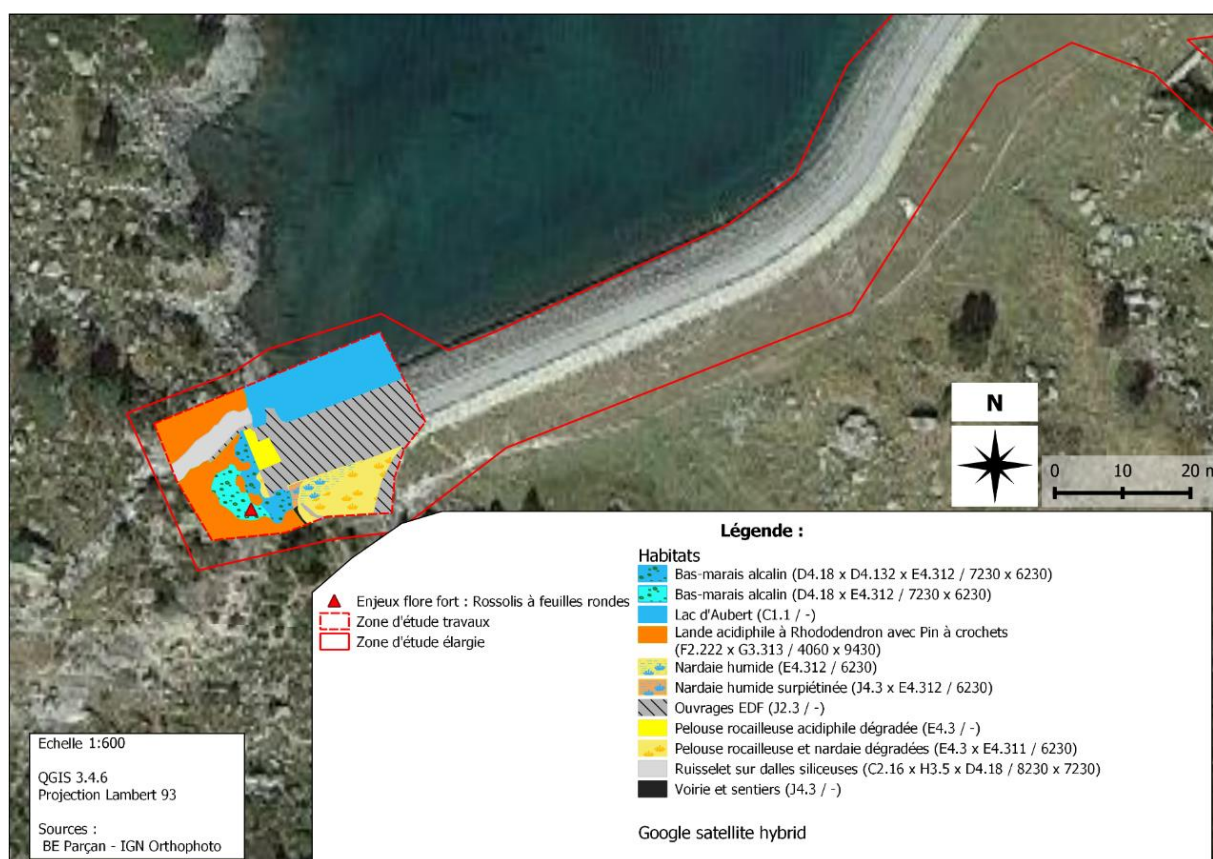 N
0 10 20 m
Légende :
Habitats
Bas-marais alcalin (D4.18 x D4.132 x E4.312 / 7230 x 6230)
Bas-marais alcalin (D4.18 x E4.312 / 7230 x 6230)
Lac d'Aubert (C1.1 / -)
Lande acidiphile à Rhododendron avec Pin à crochets
(F2.222 x G3.313 / 4060 x 9430)
Nardaie humide (E4.312 / 6230)
Nardaie humide surpiétinée (J4.3 x E4.312 / 6230)
Ouvrages EDF (J2.3 / -)
Pelouse rocailleuse acidiphile dégradée (E4.3 / -)
Pelouse rocailleuse et nardaie dégradées (E4.3 x E4.311 / 6230)
Ruisselet sur dalles siliceuses (C2.16 x H3.5 x D4.18 / 8230 x 7230)
Voirie et sentiers (J4.3 / -)
Google satellite hybrid
Enjeux flore fort : Rossolis à feuilles rondes
Zone d'étude travaux
Zone d'étude élargie
Echelle 1:600
QGIS 3.4.6
Projection Lambert 93
Sources :
BE Parçan - IGN Orthophoto